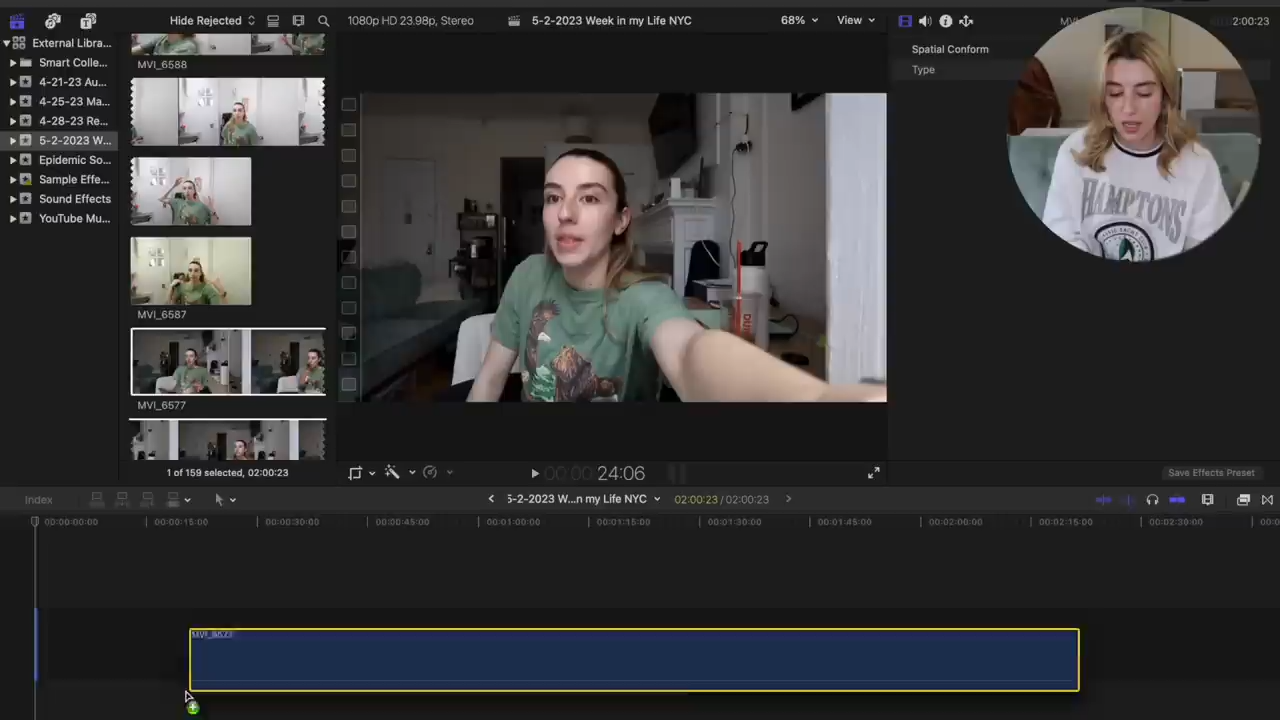 Hide Rejected
1080p HD 23.98p, Stereo
5-2-2023 Week in my Life NYC
68%
View
2:00:23
External Libra...
Smart Colle...
4-21-23 Au...
4-25-23 Ma...
4-28-23 Re...
5-2-2023 W...
Epidemic So...
Sample Effe...
Sound Effects
YouTube Mu...
MVI_6588
MVI_6587
MVI_6577
1 of 159 selected, 02:00:23
Spatial Conform
Type
HAMPTONS
00:00:00 24:06
Save Effects Preset
Index
5-2-2023 W...n my Life NYC
02:00:23 / 02:00:23
00:00:00:00
00:00:15:00
00:00:30:00
00:00:45:00
00:01:00:00
00:01:15:00
00:01:30:00
00:01:45:00
00:02:00:00
00:02:15:00
00:02:30:00